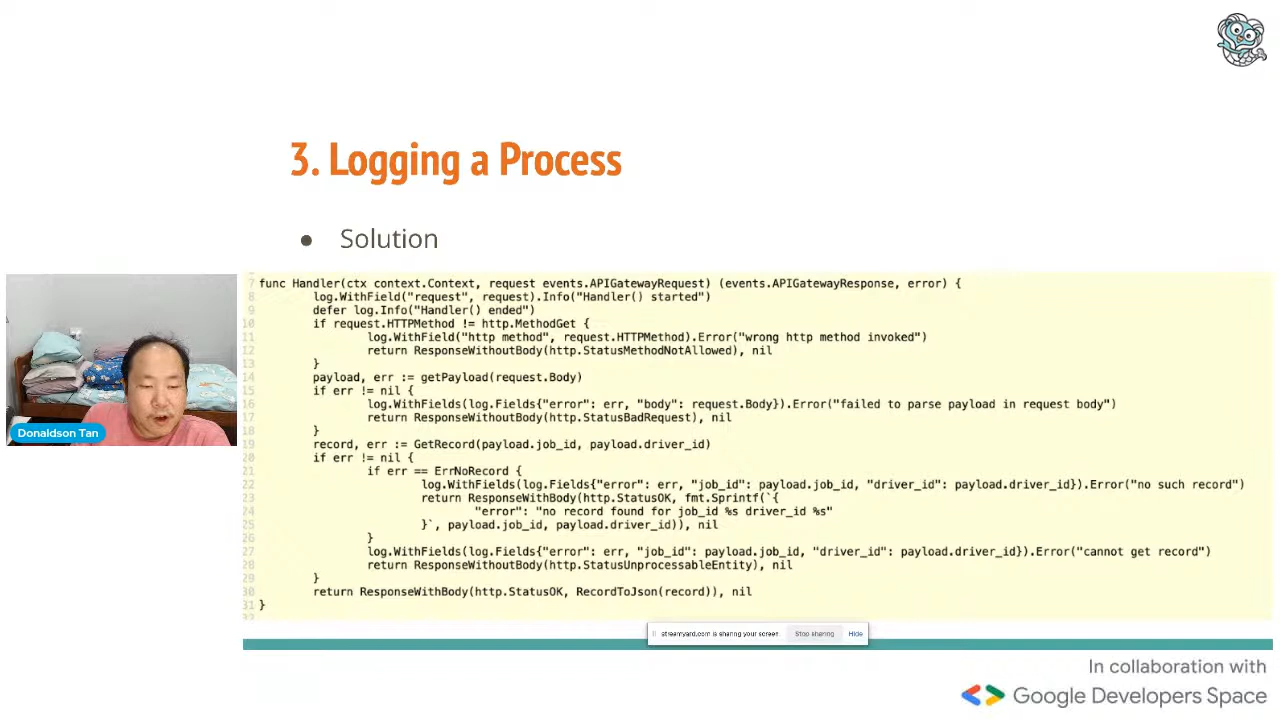 3. Logging a Process
● Solution
7 func Handler(ctx context.Context, request events.APIGatewayRequest) (events.APIGatewayResponse, error) {
8 log.WithField("request", request).Info("Handler() started")
9 defer log.Info("Handler() ended")
10 if request.HTTPMethod != http.MethodGet {
11 log.WithField("http method", request.HTTPMethod).Error("wrong http method invoked")
12 return ResponseWithoutBody(http.StatusMethodNotAllowed), nil
13 }
14 payload, err := getPayload(request.Body)
15 if err != nil {
16 log.WithFields(log.Fields{"error": err, "body": request.Body}).Error("failed to parse payload in request body")
17 return ResponseWithoutBody(http.StatusBadRequest), nil
18 }
19 record, err := GetRecord(payload.job_id, payload.driver_id)
20 if err != nil {
21 if err == ErrNoRecord {
22 log.WithFields(log.Fields{"error": err, "job_id": payload.job_id, "driver_id": payload.driver_id}).Error("no such record")
23 return ResponseWithBody(http.StatusOK, fmt.Sprintf(`{
24 "error": "no record found for job_id %s driver_id %s"
25 }`, payload.job_id, payload.driver_id)), nil
26 }
27 log.WithFields(log.Fields{"error": err, "job_id": payload.job_id, "driver_id": payload.driver_id}).Error("cannot get record")
28 return ResponseWithoutBody(http.StatusUnprocessableEntity), nil
29 }
30 return ResponseWithBody(http.StatusOK, RecordToJson(record)), nil
31 }
32
Donaldson Tan
streamyard.com is sharing your screen. Stop sharing Hide
In collaboration with
Google Developers Space